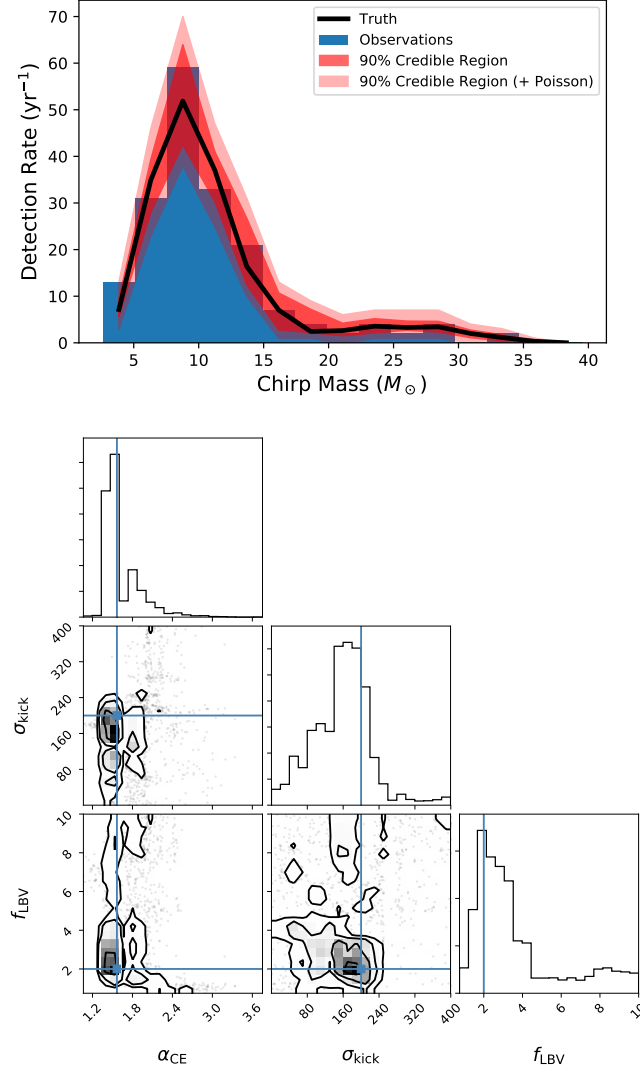 Truth
Observations
90% Credible Region
90% Credible Region (+ Poisson)
Detection Rate (yr⁻¹)
70
60
50
40
30
20
10
0
5 10 15 20 25 30 35 40
Chirp Mass (M⊙)
σkick
400
320
240
160
80
fLBV
10
8
6
4
2
1.2 1.8 2.4 3.0 3.6
80 160 240 320 400
2 4 6 8 10
αCE
σkick
fLBV